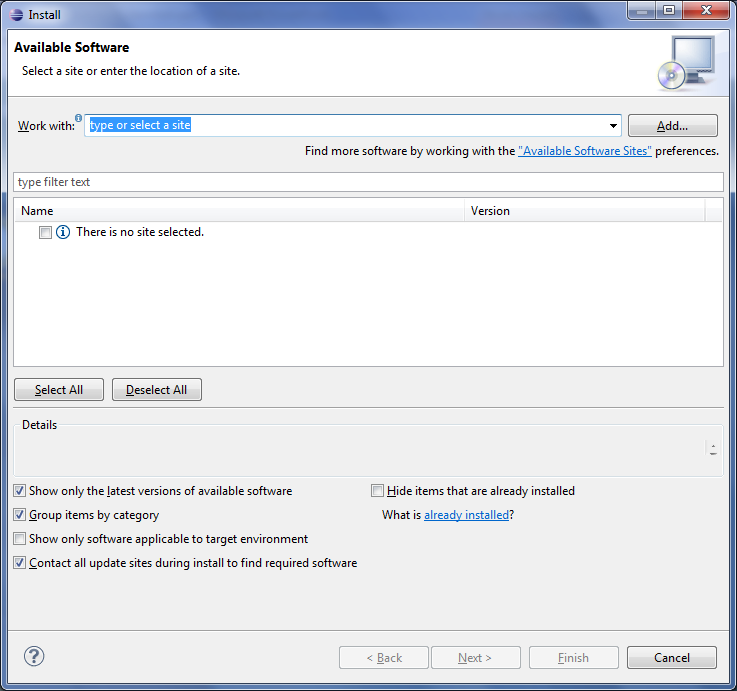 Install
Available Software
Select a site or enter the location of a site.
Work with: type or select a site Add...
Find more software by working with the "Available Software Sites" preferences.
type filter text
Name Version
There is no site selected.
Select All Deselect All
Details
Show only the latest versions of available software Hide items that are already installed
Group items by category What is already installed?
Show only software applicable to target environment
Contact all update sites during install to find required software
? < Back Next > Finish Cancel